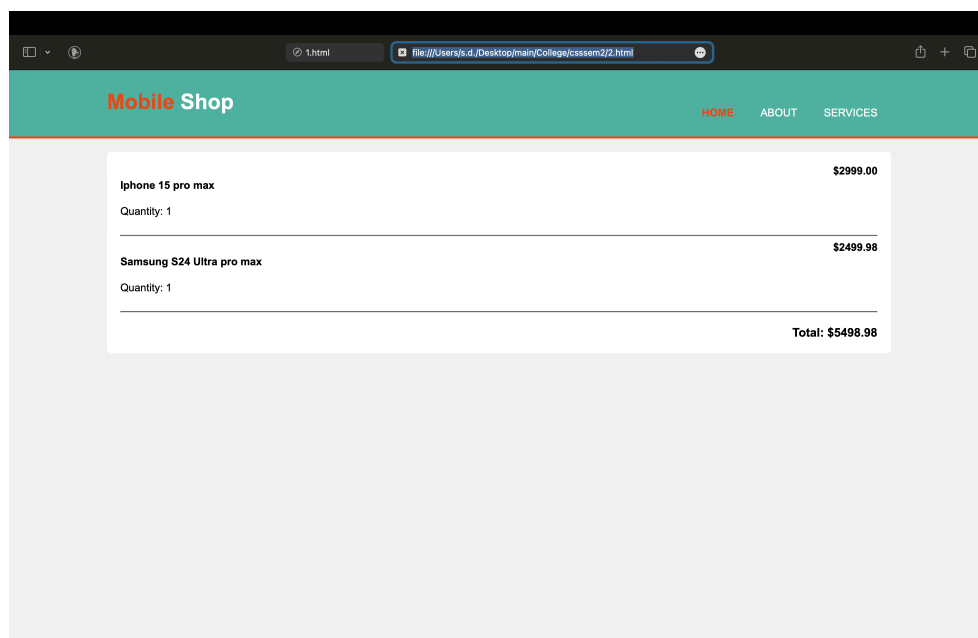 1.html
file:///Users/s.d./Desktop/main/College/csssem2/2.html
Mobile Shop
HOME ABOUT SERVICES
$2999.00
Iphone 15 pro max
Quantity: 1
$2499.98
Samsung S24 Ultra pro max
Quantity: 1
Total: $5498.98